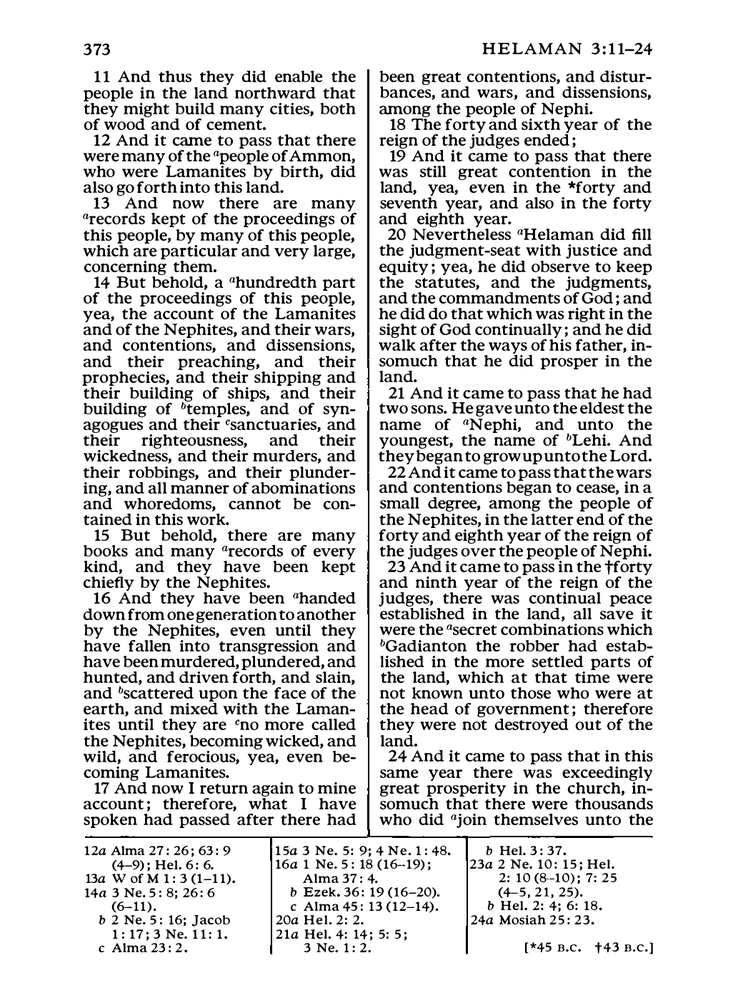 373
HELAMAN 3:11–24
11 And thus they did enable the
people in the land northward that
they might build many cities, both
of wood and of cement.
12 And it came to pass that there
were many of the ᵃpeople of Ammon,
who were Lamanites by birth, did
also go forth into this land.
13 And now there are many
ᵃrecords kept of the proceedings of
this people, by many of this people,
which are particular and very large,
concerning them.
14 But behold, a ᵃhundredth part
of the proceedings of this people,
yea, the account of the Lamanites
and of the Nephites, and their wars,
and contentions, and dissensions,
and their preaching, and their
prophecies, and their shipping and
their building of ships, and their
building of ᵇtemples, and of syn-
agogues and their ᶜsanctuaries, and
their righteousness, and their
wickedness, and their murders, and
their robbings, and their plunder-
ing, and all manner of abominations
and whoredoms, cannot be con-
tained in this work.
15 But behold, there are many
books and many ᵃrecords of every
kind, and they have been kept
chiefly by the Nephites.
16 And they have been ᵃhanded
down from one generation to another
by the Nephites, even until they
have fallen into transgression and
have been murdered, plundered, and
hunted, and driven forth, and slain,
and ᵇscattered upon the face of the
earth, and mixed with the Laman-
ites until they are ᶜno more called
the Nephites, becoming wicked, and
wild, and ferocious, yea, even be-
coming Lamanites.
17 And now I return again to mine
account; therefore, what I have
spoken had passed after there had
been great contentions, and distur-
bances, and wars, and dissensions,
among the people of Nephi.
18 The forty and sixth year of the
reign of the judges ended;
19 And it came to pass that there
was still great contention in the
land, yea, even in the *forty and
seventh year, and also in the forty
and eighth year.
20 Nevertheless ᵃHelaman did fill
the judgment-seat with justice and
equity; yea, he did observe to keep
the statutes, and the judgments,
and the commandments of God; and
he did do that which was right in the
sight of God continually; and he did
walk after the ways of his father, in-
somuch that he did prosper in the
land.
21 And it came to pass that he had
two sons. He gave unto the eldest the
name of ᵃNephi, and unto the
youngest, the name of ᵇLehi. And
they began to grow up unto the Lord.
22 And it came to pass that the wars
and contentions began to cease, in a
small degree, among the people of
the Nephites, in the latter end of the
forty and eighth year of the reign of
the judges over the people of Nephi.
23 And it came to pass in the †forty
and ninth year of the reign of the
judges, there was continual peace
established in the land, all save it
were the ᵃsecret combinations which
ᵇGadianton the robber had estab-
lished in the more settled parts of
the land, which at that time were
not known unto those who were at
the head of government; therefore
they were not destroyed out of the
land.
24 And it came to pass that in this
same year there was exceedingly
great prosperity in the church, in-
somuch that there were thousands
who did ᵃjoin themselves unto the
12a Alma 27: 26; 63: 9
(4–9); Hel. 6: 6.
13a W of M 1: 3 (1–11).
14a 3 Ne. 5: 8; 26: 6
(6–11).
b 2 Ne. 5: 16; Jacob
1: 17; 3 Ne. 11: 1.
c Alma 23: 2.
15a 3 Ne. 5: 9; 4 Ne. 1: 48.
16a 1 Ne. 5: 18 (16–19);
Alma 37: 4.
b Ezek. 36: 19 (16–20).
c Alma 45: 13 (12–14).
20a Hel. 2: 2.
21a Hel. 4: 14; 5: 5;
3 Ne. 1: 2.
b Hel. 3: 37.
23a 2 Ne. 10: 15; Hel.
2: 10 (8–10); 7: 25
(4–5, 21, 25).
b Hel. 2: 4; 6: 18.
24a Mosiah 25: 23.
[*45 B.C. †43 B.C.]